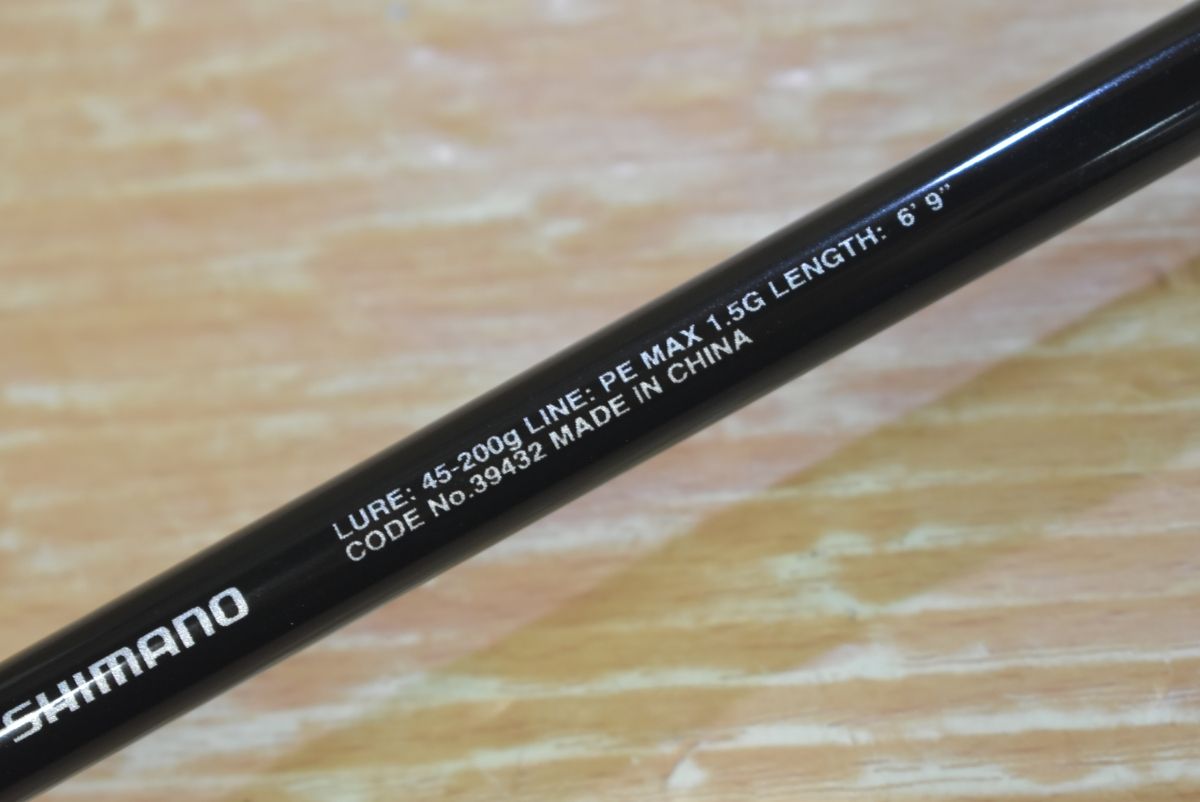 LURE: 45-200g LINE: PE MAX 1.5G LENGTH: 6' 9"
CODE No.39432 MADE IN CHINA
SHIMANO